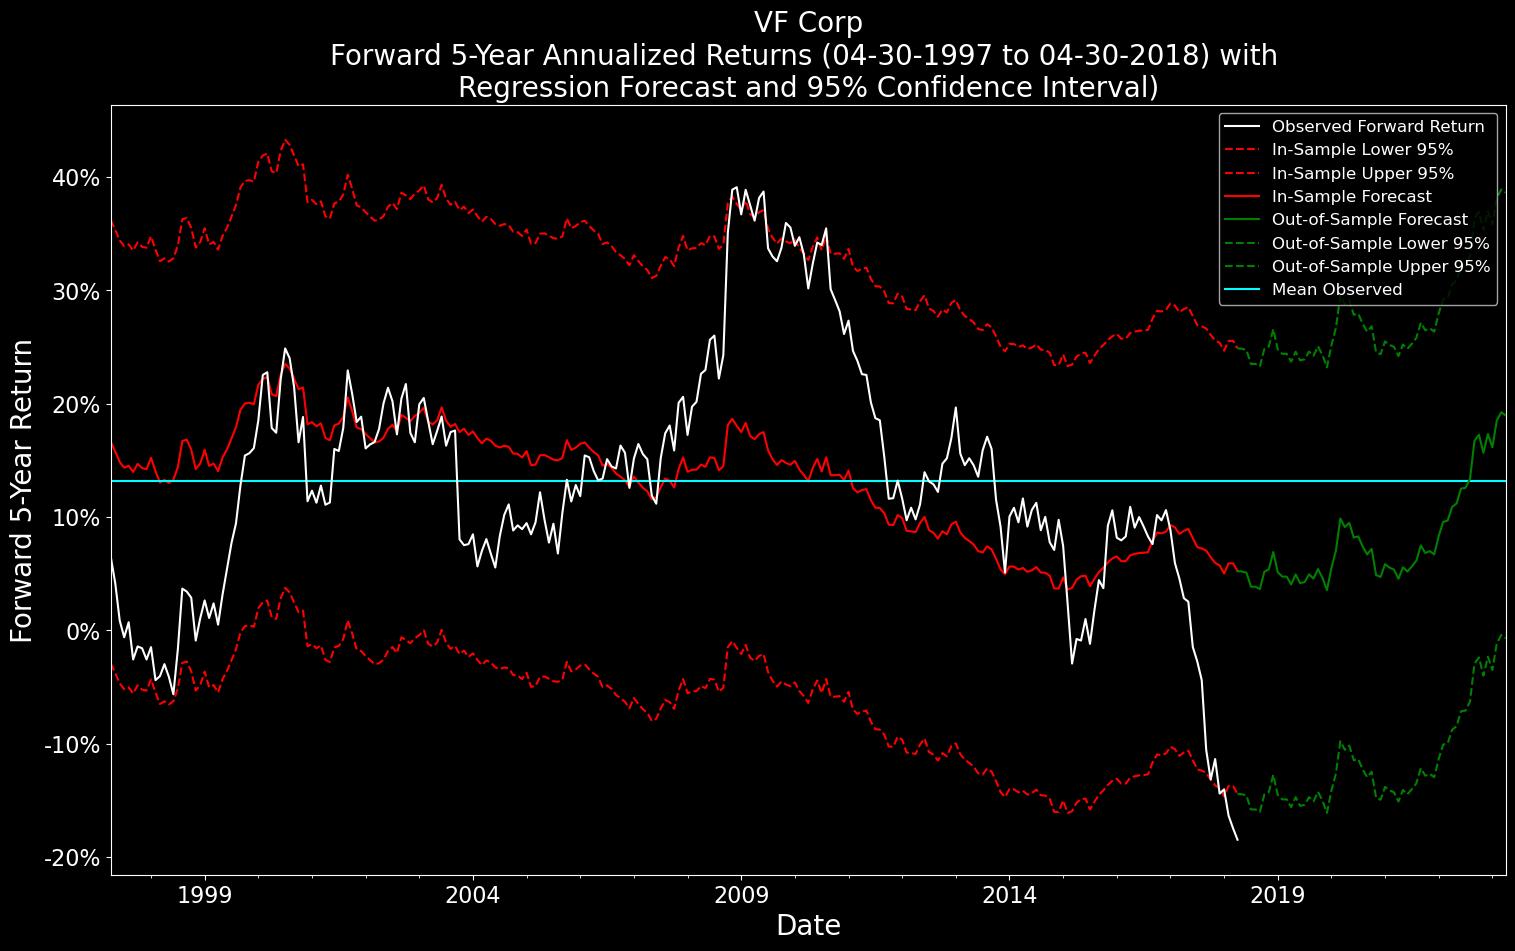 VF Corp
Forward 5-Year Annualized Returns (04-30-1997 to 04-30-2018) with
Regression Forecast and 95% Confidence Interval)
Observed Forward Return
In-Sample Lower 95%
In-Sample Upper 95%
In-Sample Forecast
Out-of-Sample Forecast
Out-of-Sample Lower 95%
Out-of-Sample Upper 95%
Mean Observed
Forward 5-Year Return
40%
30%
20%
10%
0%
-10%
-20%
1999
2004
2009
2014
2019
Date